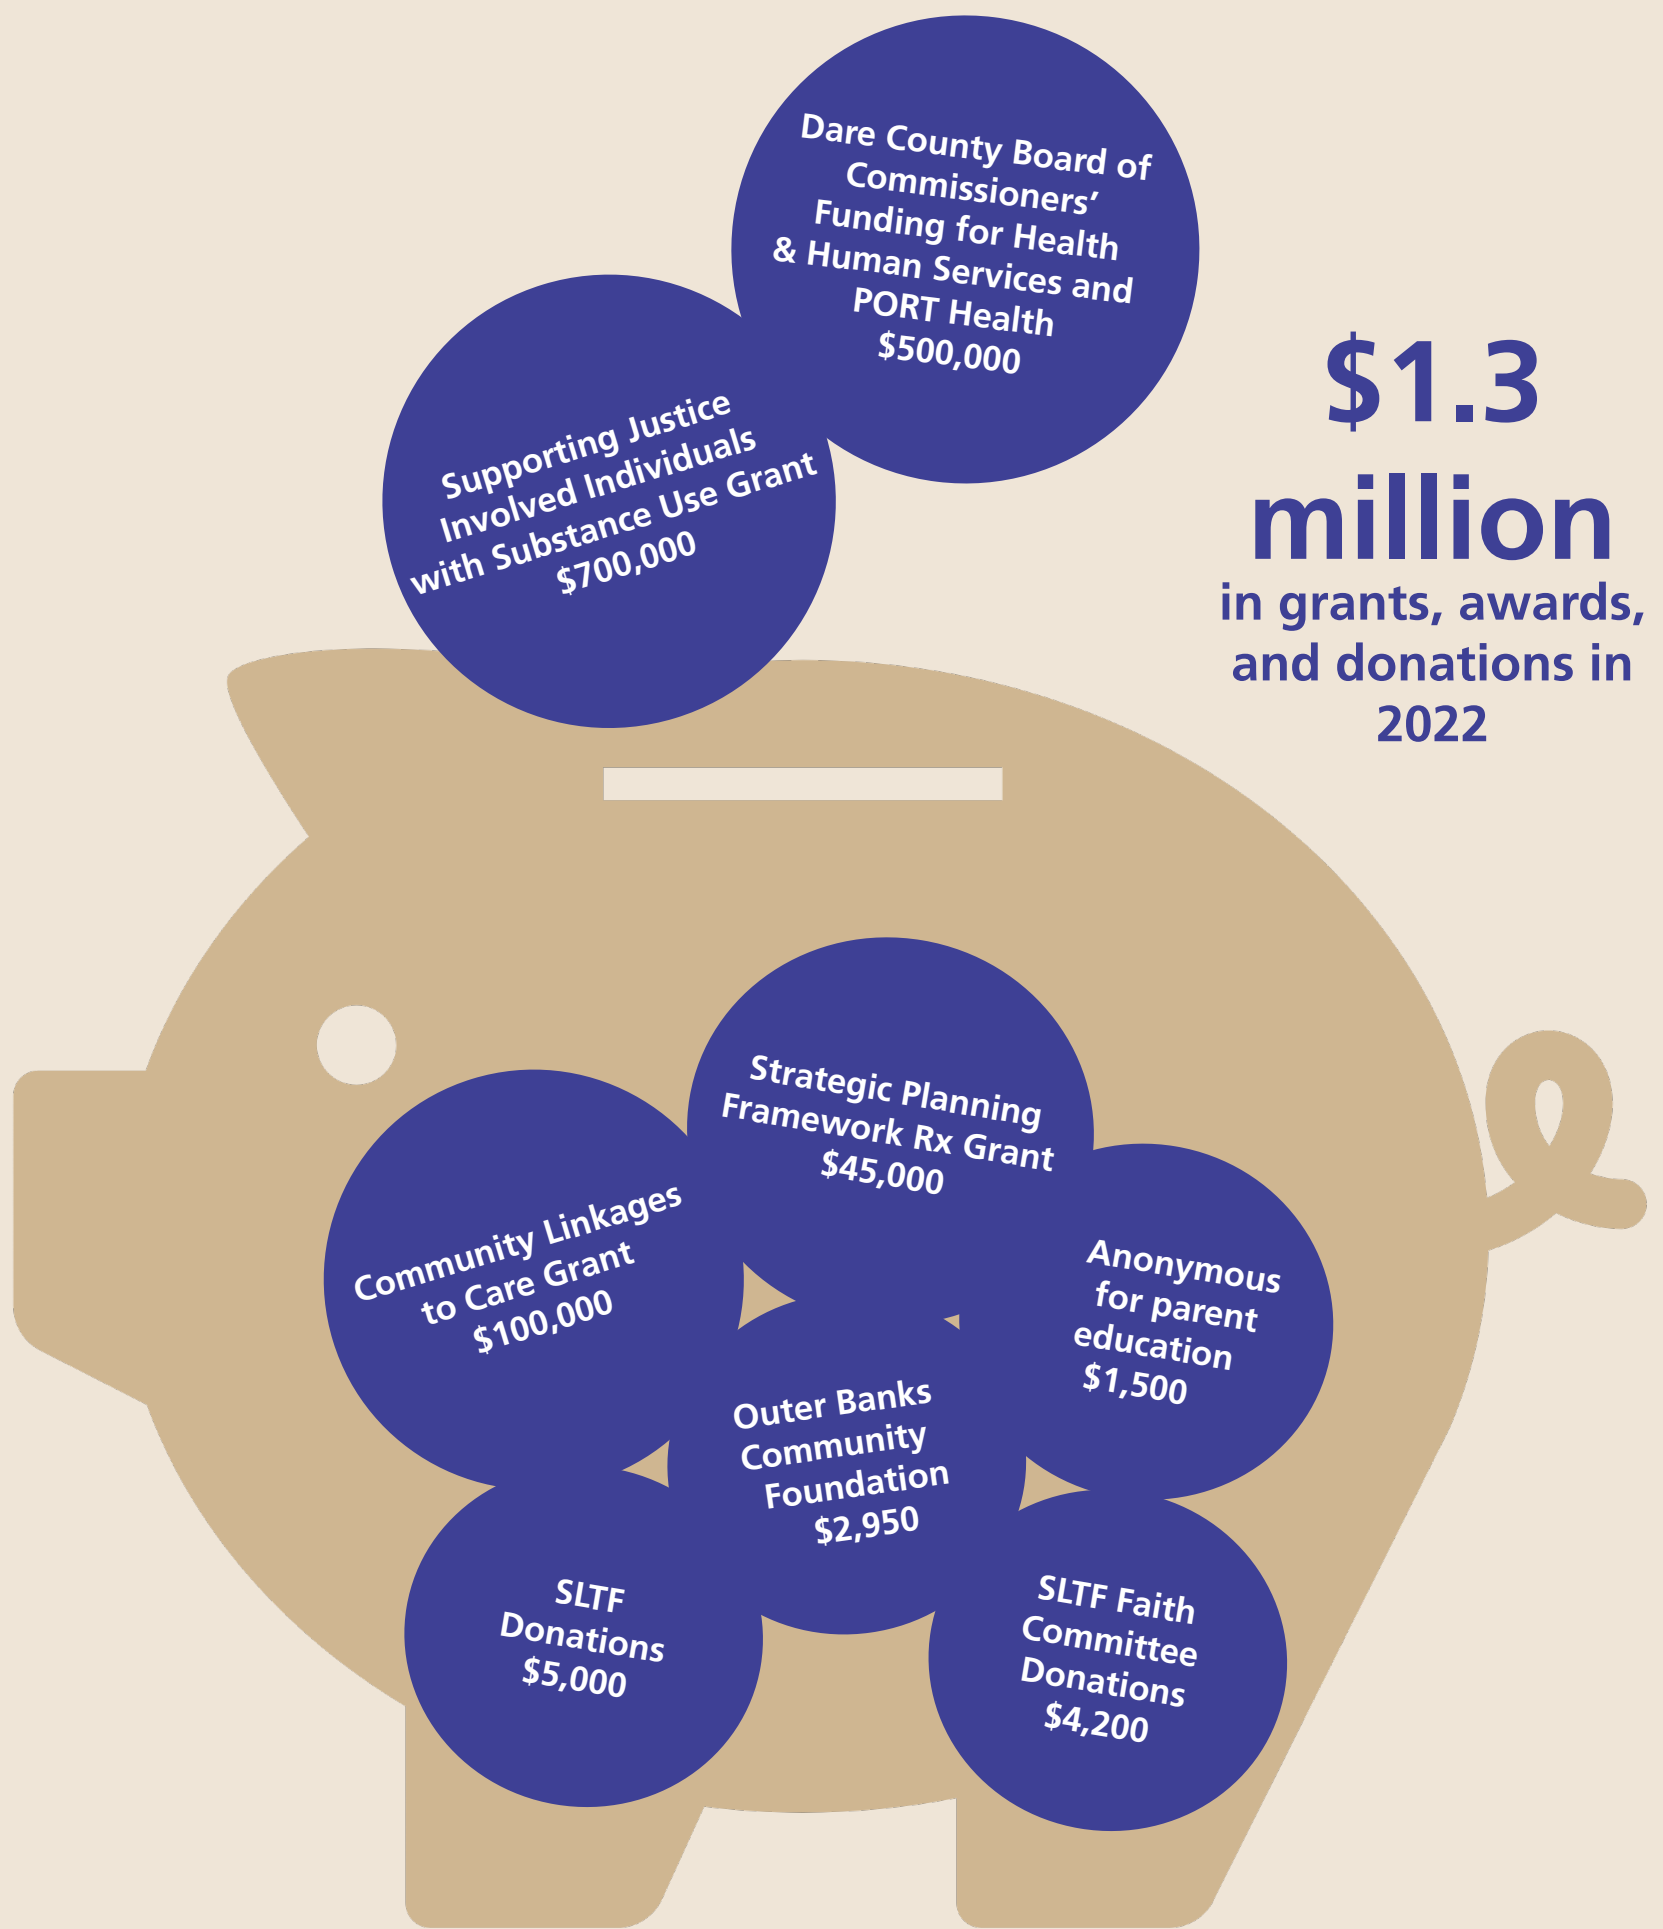 Dare County Board of
Commissioners’
Funding for Health
& Human Services and
PORT Health
$500,000
Supporting Justice
Involved Individuals
with Substance Use Grant
$700,000
$1.3
million
in grants, awards,
and donations in
2022
Strategic Planning
Framework Rx Grant
$45,000
Community Linkages
to Care Grant
$100,000
Anonymous
for parent
education
$1,500
Outer Banks
Community
Foundation
$2,950
SLTF
Donations
$5,000
SLTF Faith
Committee
Donations
$4,200